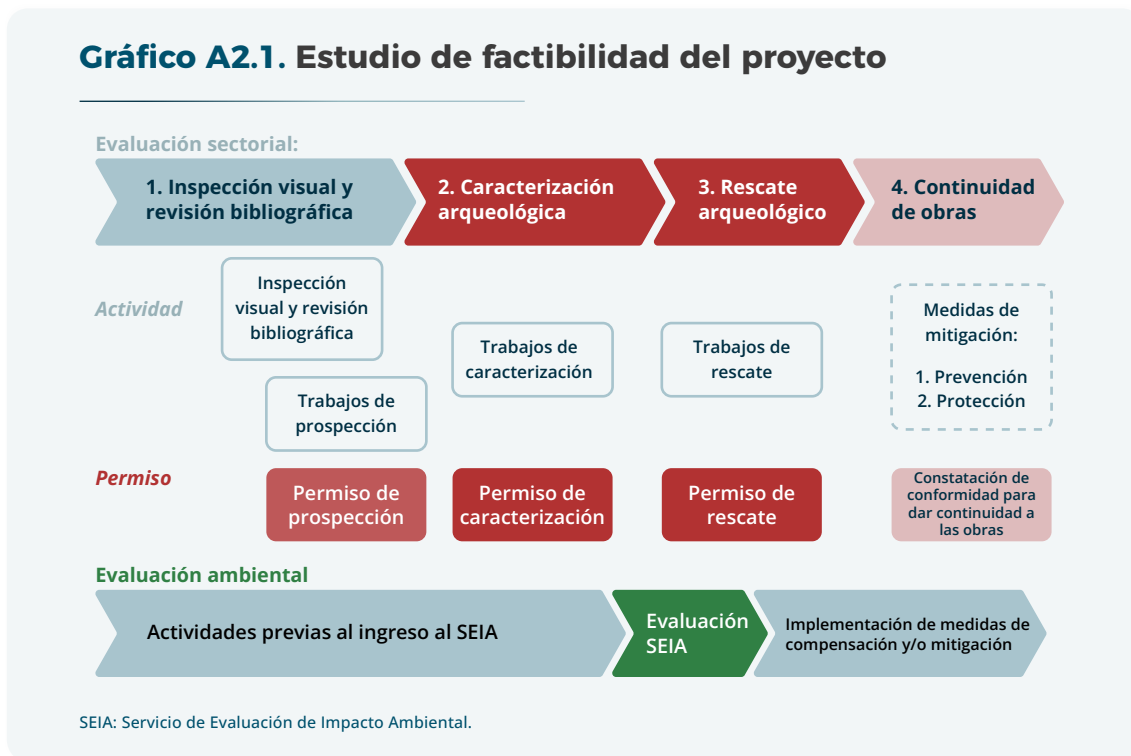 Gráfico A2.1. Estudio de factibilidad del proyecto
Evaluación sectorial:
1. Inspección visual y
revisión bibliográfica
2. Caracterización
arqueológica
3. Rescate
arqueológico
4. Continuidad
de obras
Actividad
Inspección
visual y revisión
bibliográfica
Trabajos de
prospección
Trabajos de
caracterización
Trabajos de
rescate
Medidas de
mitigación:
1. Prevención
2. Protección
Permiso
Permiso de
prospección
Permiso de
caracterización
Permiso de
rescate
Constatación de
conformidad para
dar continuidad a
las obras
Evaluación ambiental
Actividades previas al ingreso al SEIA
Evaluación
SEIA
Implementación de medidas de
compensación y/o mitigación
SEIA: Servicio de Evaluación de Impacto Ambiental.